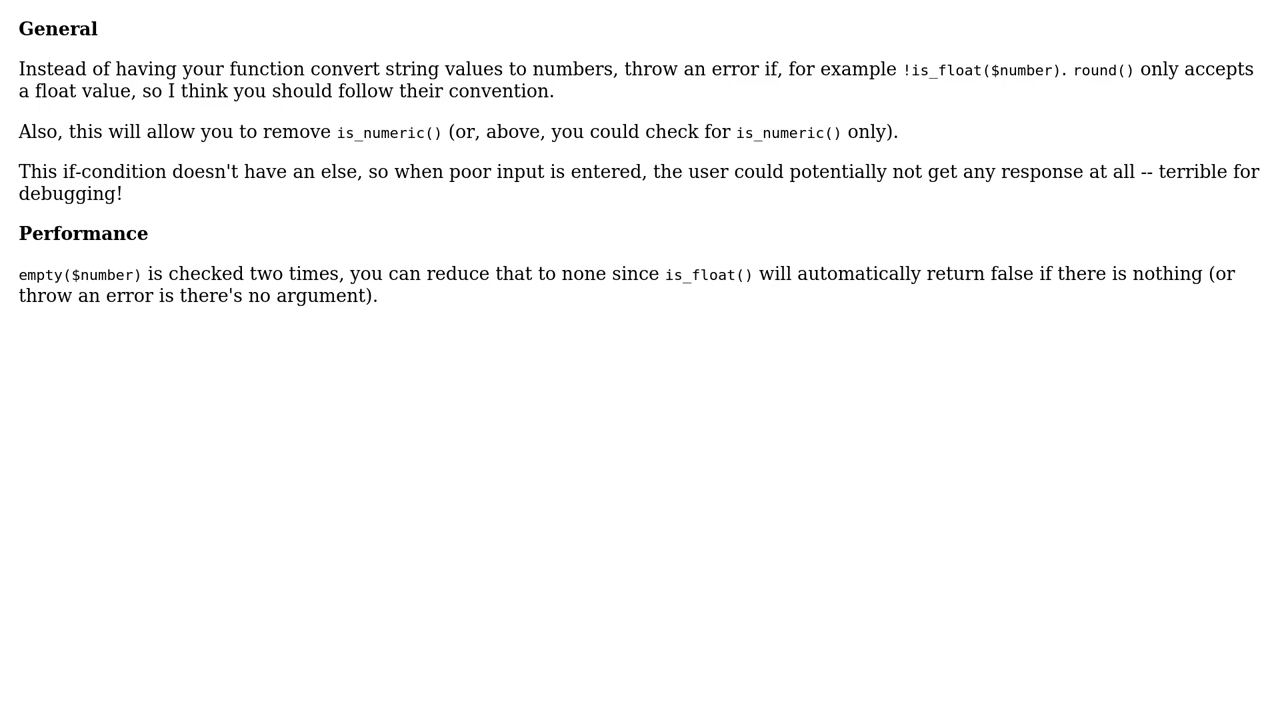 General
Instead of having your function convert string values to numbers, throw an error if, for example !is_float($number). round() only accepts
a float value, so I think you should follow their convention.
Also, this will allow you to remove is_numeric() (or, above, you could check for is_numeric() only).
This if-condition doesn't have an else, so when poor input is entered, the user could potentially not get any response at all -- terrible for
debugging!
Performance
empty($number) is checked two times, you can reduce that to none since is_float() will automatically return false if there is nothing (or
throw an error is there's no argument).